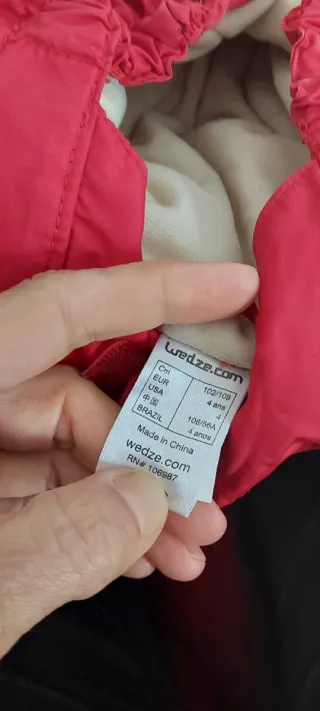 wedze.com
Cm 102/109
EUR 4 ans
USA 4
中国 106/56A
BRAZIL 4 anos
Made in China
wedze.com
RN# 106987